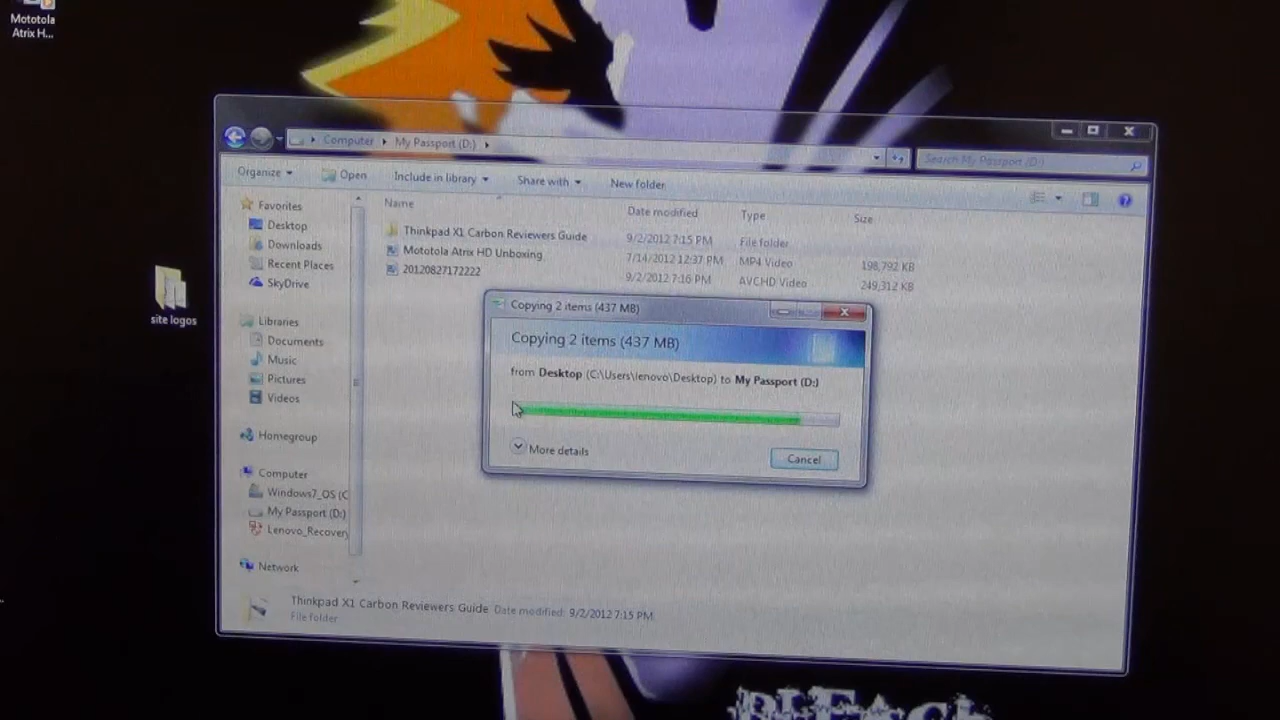 Mototola
Atrix H...
site logos
Computer
My Passport (D:)
Search My Passport (D:)
Organize
Open
Include in library
Share with
New folder
Name
Date modified
Type
Size
Thinkpad X1 Carbon Reviewers Guide 9/2/2012 7:15 PM File folder
Mototola Atrix HD Unboxing 7/14/2012 12:37 PM MP4 Video 198,792 KB
20120827172222 9/2/2012 7:16 PM AVCHD Video 249,312 KB
Favorites
Desktop
Downloads
Recent Places
SkyDrive
Libraries
Documents
Music
Pictures
Videos
Homegroup
Computer
Windows7_OS (C
My Passport (D:)
Lenovo_Recovery
Network
Copying 2 items (437 MB)
Copying 2 items (437 MB)
from Desktop (C:\Users\lenovo\Desktop) to My Passport (D:)
More details
Cancel
Thinkpad X1 Carbon Reviewers Guide Date modified: 9/2/2012 7:15 PM
File folder
BLEACH